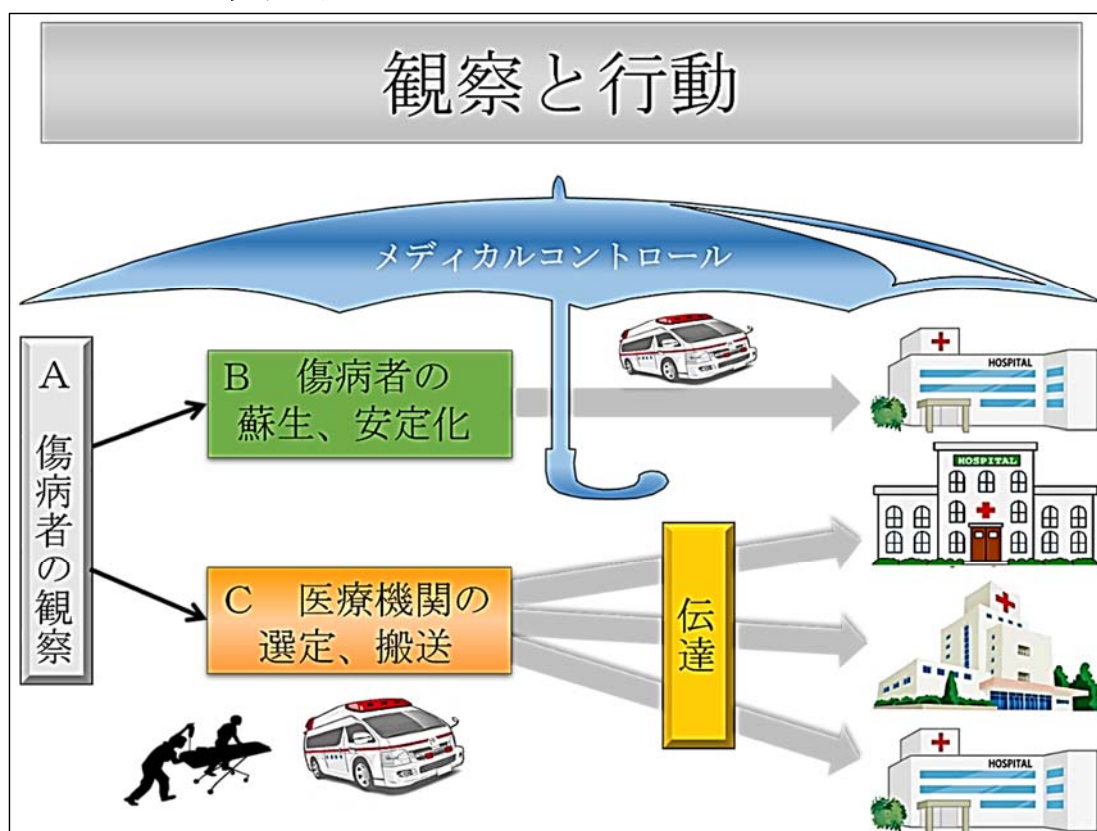 観察と行動
メディカルコントロール
A 傷病者の観察
B 傷病者の
蘇生、安定化
HOSPITAL
HOSPITAL
C 医療機関の
選定、搬送
伝達
HOSPITAL